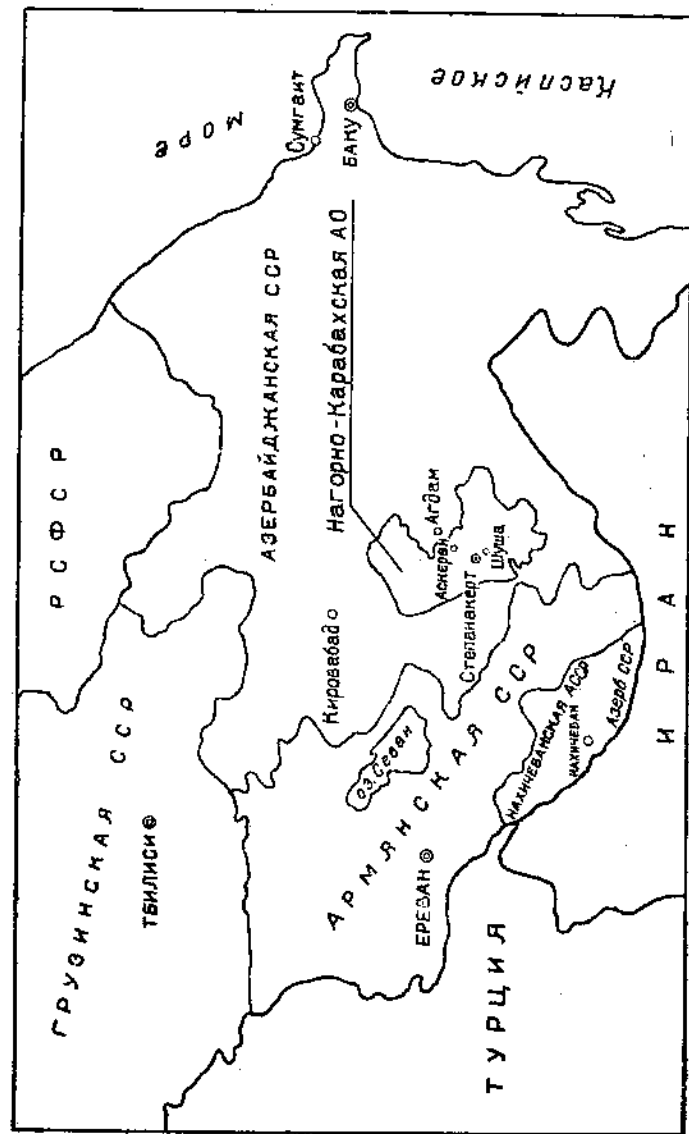 РСФСР
МОРЕ
Каспийское
ГРУЗИНСКАЯ ССР
ТБИЛИСИ
Сумгаит
БАКУ
АЗЕРБАЙДЖАНСКАЯ ССР
Нагорно-Карабахская АО
Кировабад
Агдам
Аскеран
Степанакерт
Шуша
оз. Севан
АРМЯНСКАЯ ССР
ЕРЕВАН
НАХИЧЕВАНСКАЯ АССР
НАХИЧЕВАН
Азерб ССР
ТУРЦИЯ
ИРАН